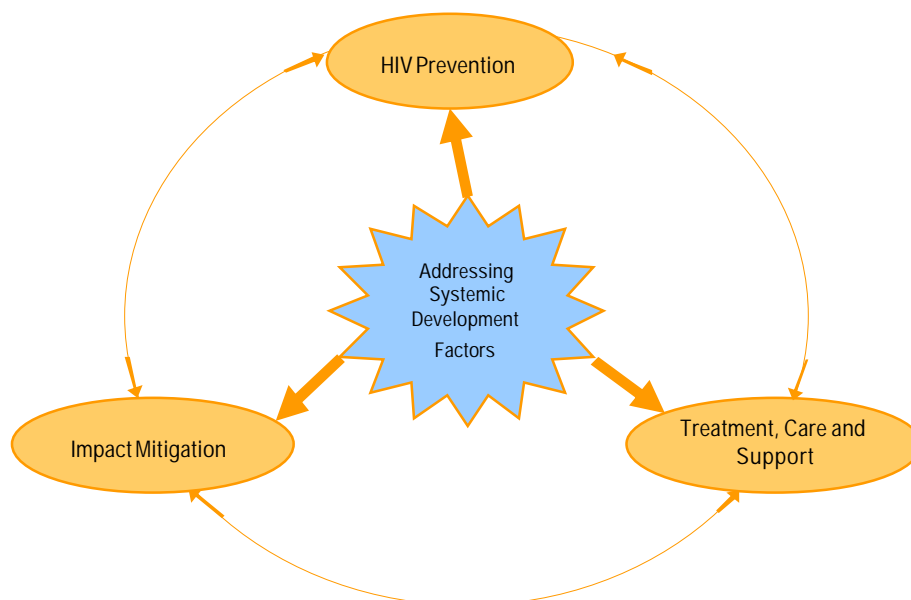 HIV Prevention
Addressing
Systemic
Development
Factors
Impact Mitigation
Treatment, Care and
Support